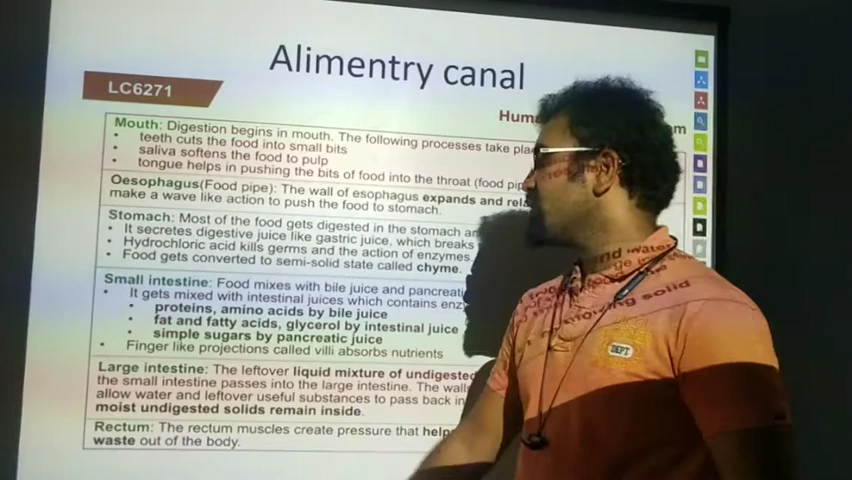 Alimentry canal
LC6271
Huma
m
Mouth: Digestion begins in mouth. The following processes take pla
• teeth cuts the food into small bits
• saliva softens the food to pulp
• tongue helps in pushing the bits of food into the throat (food pip
Oesophagus(Food pipe): The wall of esophagus expands and rela
make a wave like action to push the food to stomach.
Stomach: Most of the food gets digested in the stomach an
• It secretes digestive juice like gastric juice, which breaks
• Hydrochloric acid kills germs and the action of enzymes.
• Food gets converted to semi-solid state called chyme.
Small intestine: Food mixes with bile juice and pancreat
• It gets mixed with intestinal juices which contains enzy
• proteins, amino acids by bile juice
• fat and fatty acids, glycerol by intestinal juice
• simple sugars by pancreatic juice
• Finger like projections called villi absorbs nutrients
Large intestine: The leftover liquid mixture of undigested
the small intestine passes into the large intestine. The wall
allow water and leftover useful substances to pass back in
moist undigested solids remain inside.
Rectum: The rectum muscles create pressure that help
waste out of the body.
DEPT